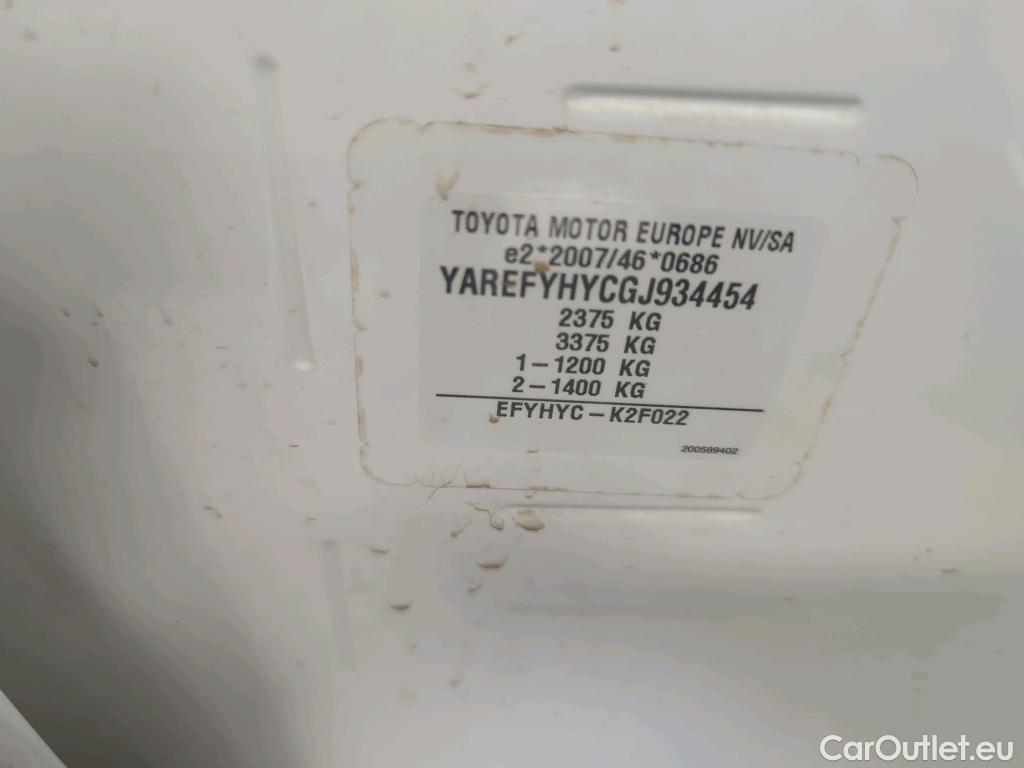 TOYOTA MOTOR EUROPE NV/SA
e2*2007/46*0686
YAREFYHYCGJ934454
2375 KG
3375 KG
1-1200 KG
2-1400 KG
EFYHYC-K2F022
200589402
CarOutlet.eu